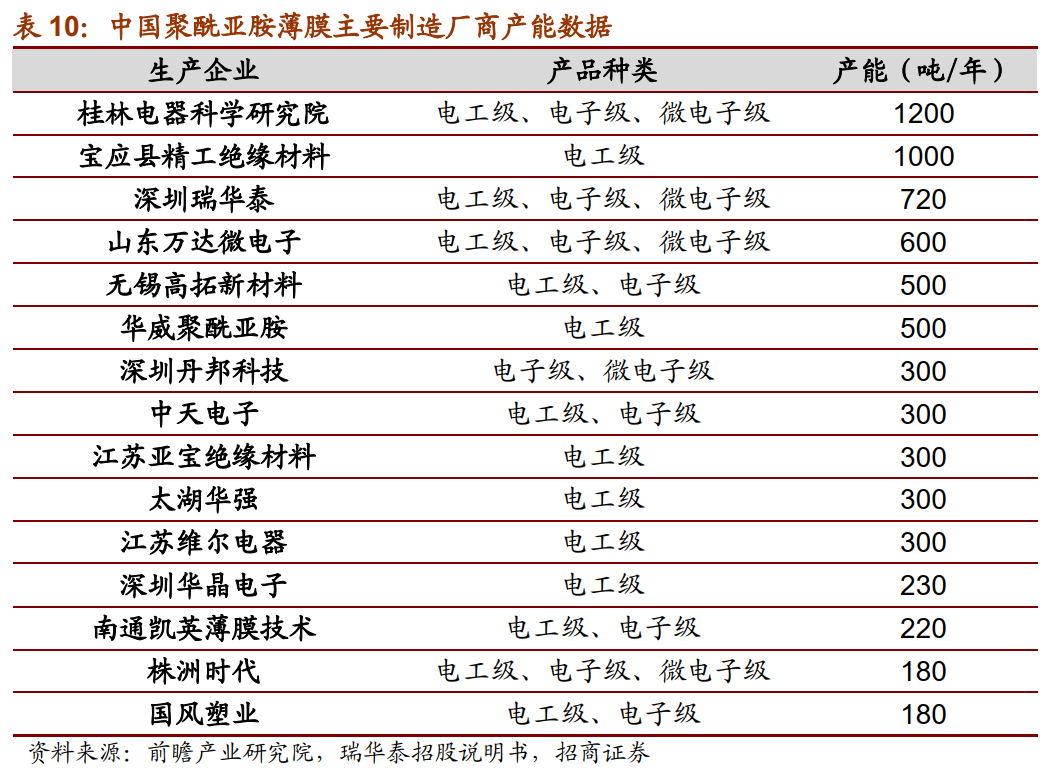 表 10：中国聚酰亚胺薄膜主要制造厂商产能数据
生产企业 产品种类 产能（吨/年）
桂林电器科学研究院 电工级、电子级、微电子级 1200
宝应县精工绝缘材料 电工级 1000
深圳瑞华泰 电工级、电子级、微电子级 720
山东万达微电子 电工级、电子级、微电子级 600
无锡高拓新材料 电工级、电子级 500
华威聚酰亚胺 电工级 500
深圳丹邦科技 电子级、微电子级 300
中天电子 电工级、电子级 300
江苏亚宝绝缘材料 电工级 300
太湖华强 电工级 300
江苏维尔电器 电工级 300
深圳华晶电子 电工级 230
南通凯英薄膜技术 电工级、电子级 220
株洲时代 电工级、电子级、微电子级 180
国风塑业 电工级、电子级 180
资料来源：前瞻产业研究院，瑞华泰招股说明书，招商证券